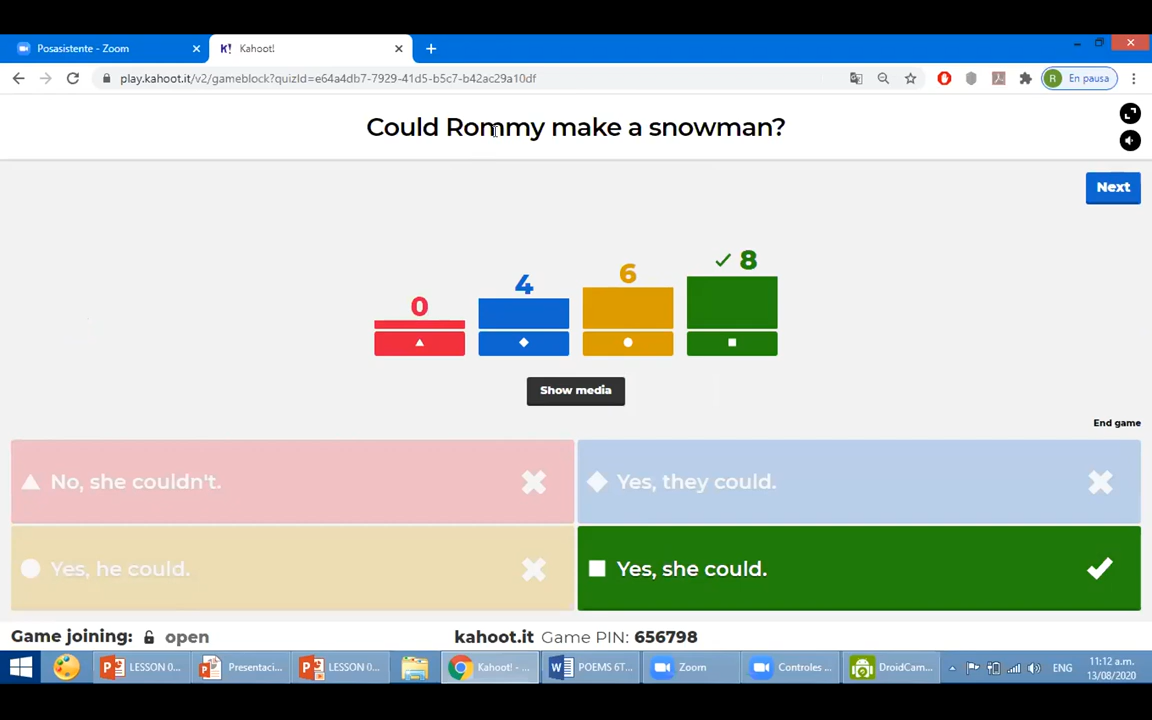 Posasistente - Zoom
K! Kahoot!
play.kahoot.it/v2/gameblock?quizId=e64a4db7-7929-41d5-b5c7-b42ac29a10df
R En pausa
Could Rommy make a snowman?
Next
0
4
6
8
Show media
End game
No, she couldn't.
Yes, they could.
Yes, he could.
Yes, she could.
Game joining: open
kahoot.it Game PIN: 656798
LESSON 0...
Presentaci...
LESSON 0...
Kahoot! - ...
POEMS 6T...
Zoom
Controles ...
DroidCam...
ENG
11:12 a.m.
13/08/2020